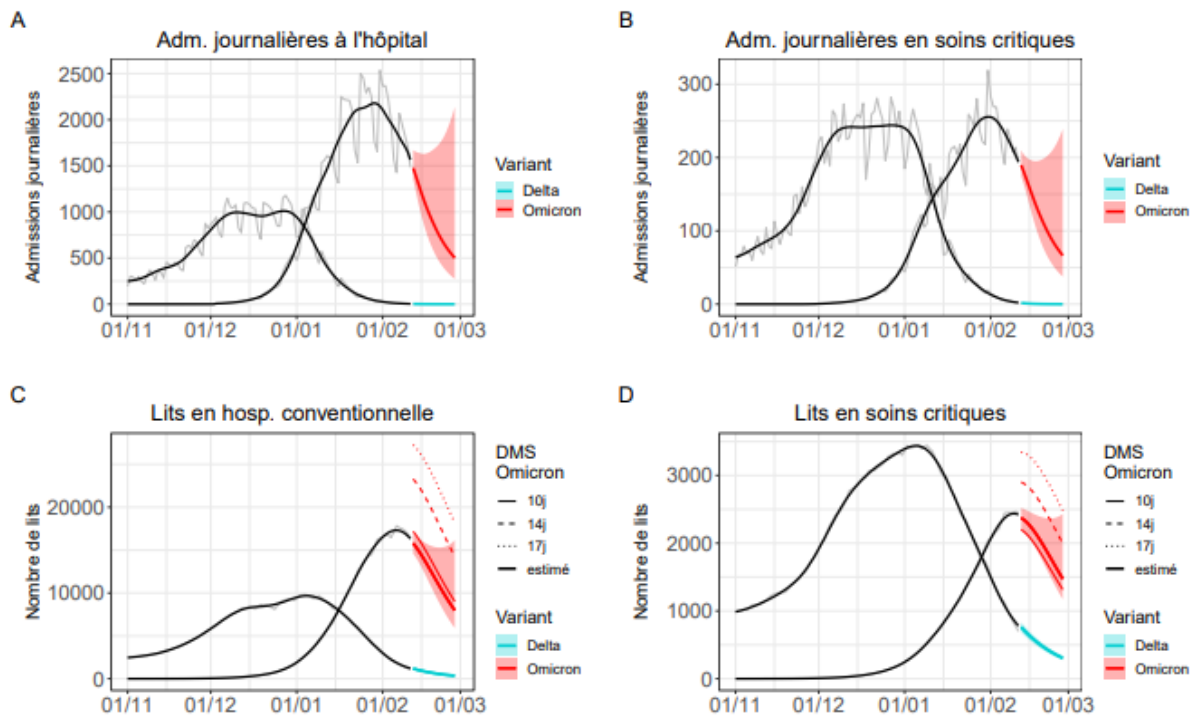 A
Adm. journalières à l'hôpital
Admissions journalières
2500
2000
1500
1000
500
0
01/11 01/12 01/01 01/02 01/03
Variant
Delta
Omicron
B
Adm. journalières en soins critiques
Admissions journalières
300
200
100
0
01/11 01/12 01/01 01/02 01/03
Variant
Delta
Omicron
C
Lits en hosp. conventionnelle
Nombre de lits
20000
10000
0
01/11 01/12 01/01 01/02 01/03
DMS
Omicron
10j
14j
17j
estimé
Variant
Delta
Omicron
D
Lits en soins critiques
Nombre de lits
3000
2000
1000
0
01/11 01/12 01/01 01/02 01/03
DMS
Omicron
10j
14j
17j
estimé
Variant
Delta
Omicron